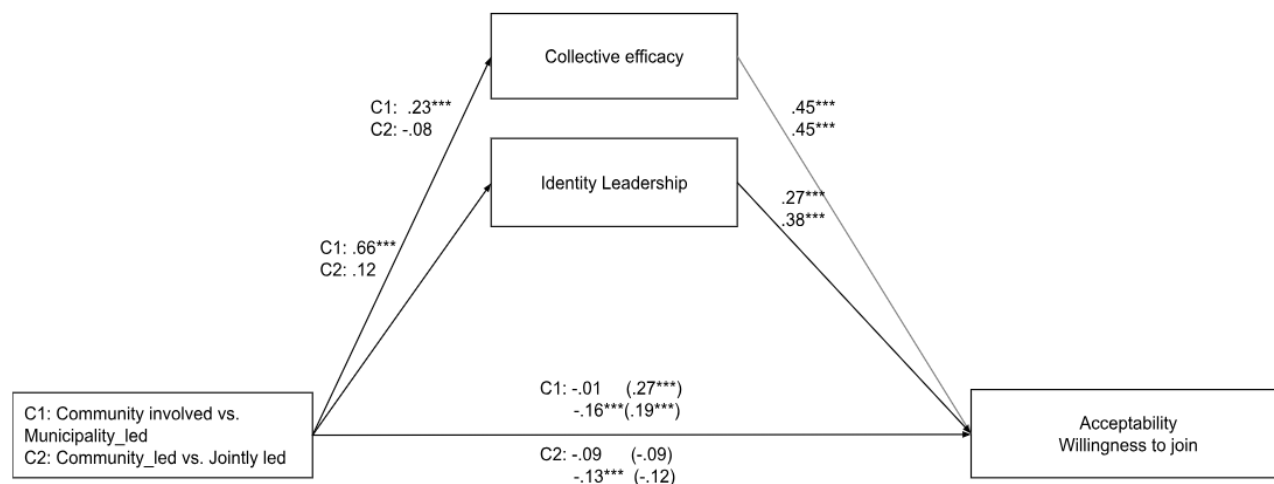 Collective efficacy
C1: .23***
C2: -.08
.45***
.45***
Identity Leadership
.27***
.38***
C1: .66***
C2: .12
C1: -.01 (.27***)
-.16***(.19***)
C1: Community involved vs.
Municipality_led
C2: Community_led vs. Jointly led
Acceptability
Willingness to join
C2: -.09 (-.09)
-.13*** (-.12)